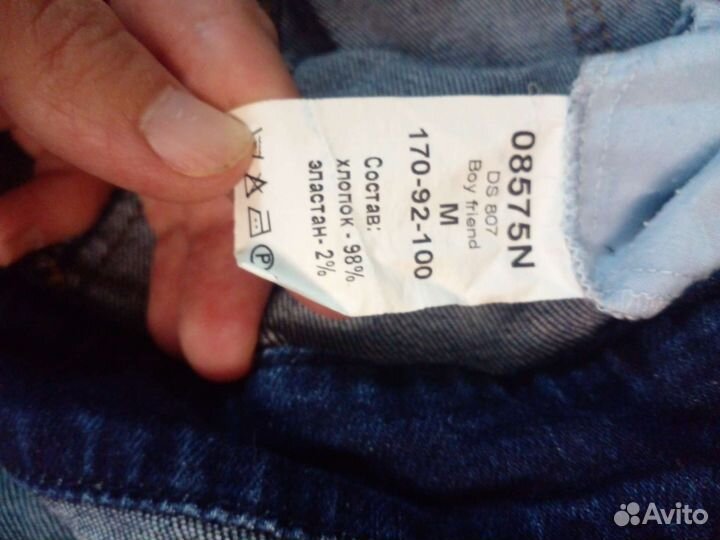 08575N
DS 807
Boy friend
M
170-92-100
Состав:
хлопок - 98%
эластан- 2%
P
Avito